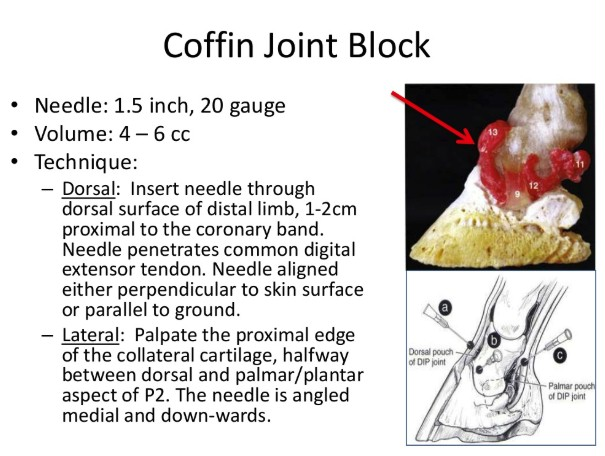 Coffin Joint Block
• Needle: 1.5 inch, 20 gauge
• Volume: 4 – 6 cc
• Technique:
– Dorsal: Insert needle through
dorsal surface of distal limb, 1-2cm
proximal to the coronary band.
Needle penetrates common digital
extensor tendon. Needle aligned
either perpendicular to skin surface
or parallel to ground.
– Lateral: Palpate the proximal edge
of the collateral cartilage, halfway
between dorsal and palmar/plantar
aspect of P2. The needle is angled
medial and down-wards.
13
11
12
9
a
b
c
Dorsal pouch
of DIP joint
Palmar pouch
of DIP joint